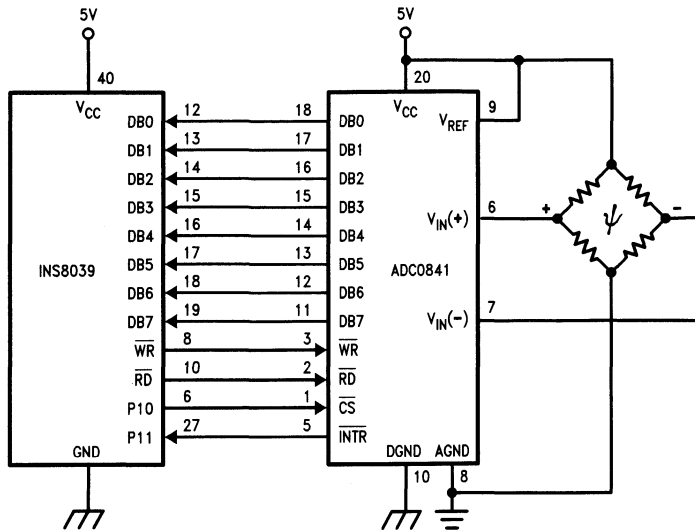 5V
5V
40
20
VCC
VCC
9
VREF
DB0 12 18 DB0
DB1 13 17 DB1
DB2 14 16 DB2
DB3 15 15 DB3
DB4 16 14 DB4
DB5 17 13 DB5
DB6 18 12 DB6
DB7 19 11 DB7
WR 8 3 WR
RD 10 2 RD
P10 6 1 CS
P11 27 5 INTR
INS8039
ADC0841
VIN(+) 6
+ ψ -
VIN(-) 7
GND
DGND AGND
10 8